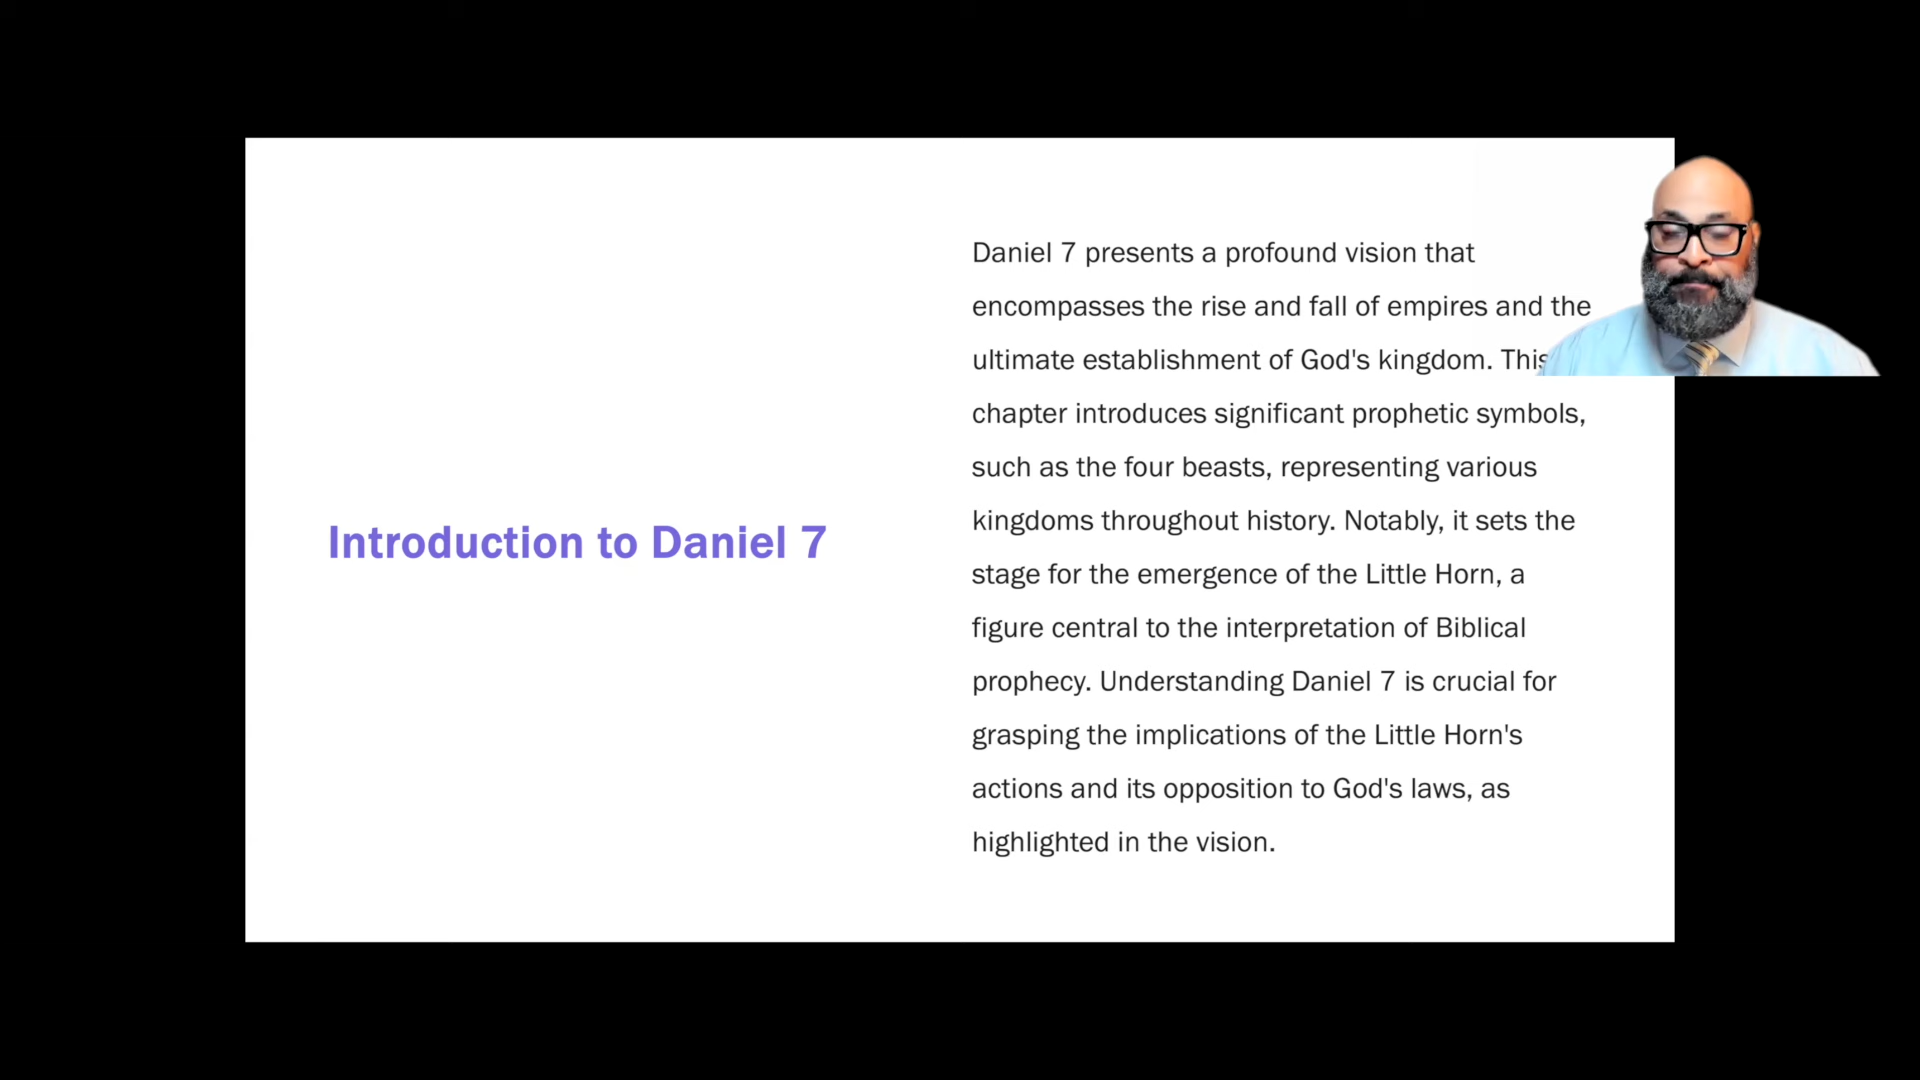 Introduction to Daniel 7
Daniel 7 presents a profound vision that
encompasses the rise and fall of empires and the
ultimate establishment of God's kingdom. This
chapter introduces significant prophetic symbols,
such as the four beasts, representing various
kingdoms throughout history. Notably, it sets the
stage for the emergence of the Little Horn, a
figure central to the interpretation of Biblical
prophecy. Understanding Daniel 7 is crucial for
grasping the implications of the Little Horn's
actions and its opposition to God's laws, as
highlighted in the vision.